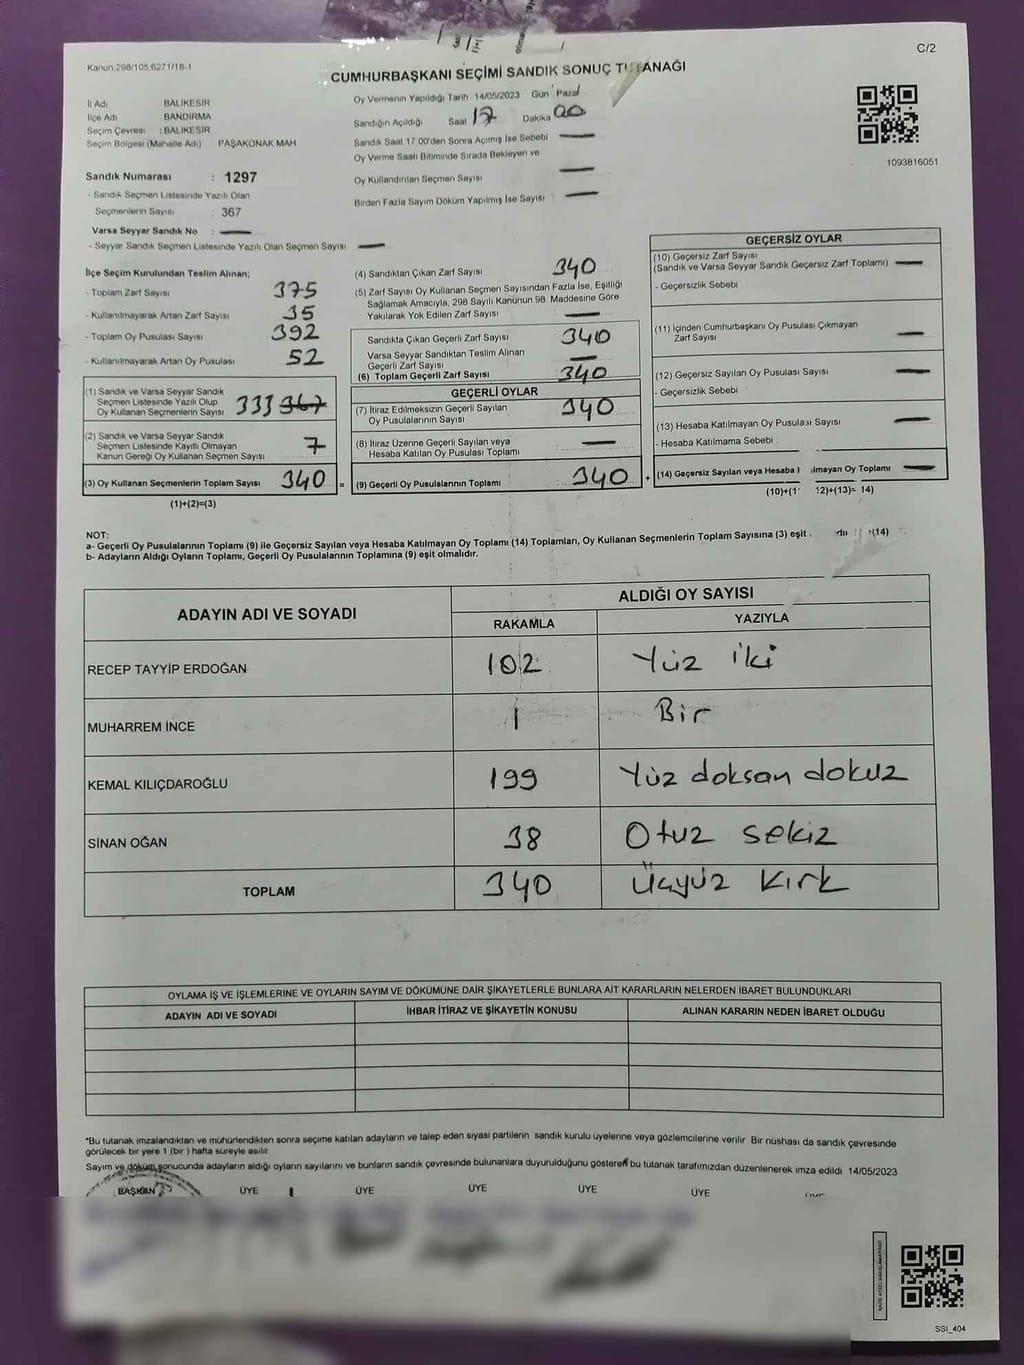 C/2
Kanun.298/105.6271/18-1
CUMHURBAŞKANI SEÇİMİ SANDIK SONUÇ TUTANAĞI
İl Adı BALIKESİR
İlçe Adı BANDIRMA
Seçim Çevresi : BALIKESİR
Seçim Bölgesi (Mahalle Adı) PAŞAKONAK MAH
Sandık Numarası : 1297
- Sandık Seçmen Listesinde Yazılı Olan
Seçmenlerin Sayısı : 367
Varsa Seyyar Sandık No : —
- Seyyar Sandık Seçmen Listesinde Yazılı Olan Seçmen Sayısı —
Oy Vermenin Yapıldığı Tarih 14/05/2023 Gün Pazar
Sandığın Açıldığı Saat 17 Dakika 00
Sandık Saat 17.00'den Sonra Açılmış İse Sebebi —
Oy Verme Saati Bitiminde Sırada Bekleyen ve
Oy Kullandırılan Seçmen Sayısı —
Birden Fazla Sayım Döküm Yapılmış İse Sayısı —
1093816051
İlçe Seçim Kurulundan Teslim Alınan;
- Toplam Zarf Sayısı 375
- Kullanılmayarak Artan Zarf Sayısı 35
- Toplam Oy Pusulası Sayısı 392
- Kullanılmayarak Artan Oy Pusulası 52
(1) Sandık ve Varsa Seyyar Sandık
Seçmen Listesinde Yazılı Olup
Oy Kullanan Seçmenlerin Sayısı 333 367
(2) Sandık ve Varsa Seyyar Sandık
Seçmen Listesinde Kayıtlı Olmayan
Kanun Gereği Oy Kullanan Seçmen Sayısı 7
(3) Oy Kullanan Seçmenlerin Toplam Sayısı 340 =
(1)+(2)=(3)
(4) Sandıktan Çıkan Zarf Sayısı 340
(5) Zarf Sayısı Oy Kullanan Seçmen Sayısından Fazla İse, Eşitliği
Sağlamak Amacıyla, 298 Sayılı Kanunun 98. Maddesine Göre
Yakılarak Yok Edilen Zarf Sayısı —
Sandıkta Çıkan Geçerli Zarf Sayısı 340
Varsa Seyyar Sandıktan Teslim Alınan
Geçerli Zarf Sayısı —
(6) Toplam Geçerli Zarf Sayısı 340
GEÇERLİ OYLAR
(7) İtiraz Edilmeksizin Geçerli Sayılan
Oy Pusulalarının Sayısı 340
(8) İtiraz Üzerine Geçerli Sayılan veya
Hesaba Katılan Oy Pusulası Toplamı —
(9) Geçerli Oy Pusulalarının Toplamı 340 +
GEÇERSİZ OYLAR
(10) Geçersiz Zarf Sayısı
(Sandık ve Varsa Seyyar Sandık Geçersiz Zarf Toplamı) —
- Geçersizlik Sebebi
(11) İçinden Cumhurbaşkanı Oy Pusulası Çıkmayan
Zarf Sayısı —
(12) Geçersiz Sayılan Oy Pusulası Sayısı —
- Geçersizlik Sebebi
(13) Hesaba Katılmayan Oy Pusulası Sayısı —
- Hesaba Katılmama Sebebi
(14) Geçersiz Sayılan veya Hesaba lmayan Oy Toplamı —
(10)+(1 12)+(13)= 14)
NOT:
a- Geçerli Oy Pusulalarının Toplamı (9) ile Geçersiz Sayılan veya Hesaba Katılmayan Oy Toplamı (14) Toplamları, Oy Kullanan Seçmenlerin Toplam Sayısına (3) eşit +(14)
b- Adayların Aldığı Oyların Toplamı, Geçerli Oy Pusulalarının Toplamına (9) eşit olmalıdır.
ADAYIN ADI VE SOYADI ALDIĞI OY SAYISI
RAKAMLA YAZIYLA
RECEP TAYYİP ERDOĞAN 102 Yüz iki
MUHARREM İNCE 1 Bir
KEMAL KILIÇDAROĞLU 199 Yüz doksan dokuz
SİNAN OĞAN 38 Otuz sekiz
TOPLAM 340 Üçyüz Kırk
OYLAMA İŞ VE İŞLEMLERİNE VE OYLARIN SAYIM VE DÖKÜMÜNE DAİR ŞİKAYETLERLE BUNLARA AİT KARARLARIN NELERDEN İBARET BULUNDUKLARI
ADAYIN ADI VE SOYADI İHBAR İTİRAZ VE ŞİKAYETİN KONUSU ALINAN KARARIN NEDEN İBARET OLDUĞU
*Bu tutanak imzalandıktan ve mühürlendikten sonra seçime katılan adayların ve talep eden siyasi partilerin sandık kurulu üyelerine veya gözlemcilerine verilir Bir nüshası da sandık çevresinde
görülecek bir yere 1 (bir) hafta süreyle asılır
Sayım ve döküm sonucunda adayların aldığı oyların sayılarını ve bunların sandık çevresinde bulunanlara duyurulduğunu gösteren bu tutanak tarafımızdan düzenlenerek imza edildi 14/05/2023
BAŞKAN ÜYE ÜYE ÜYE ÜYE ÜYE
SSI_404